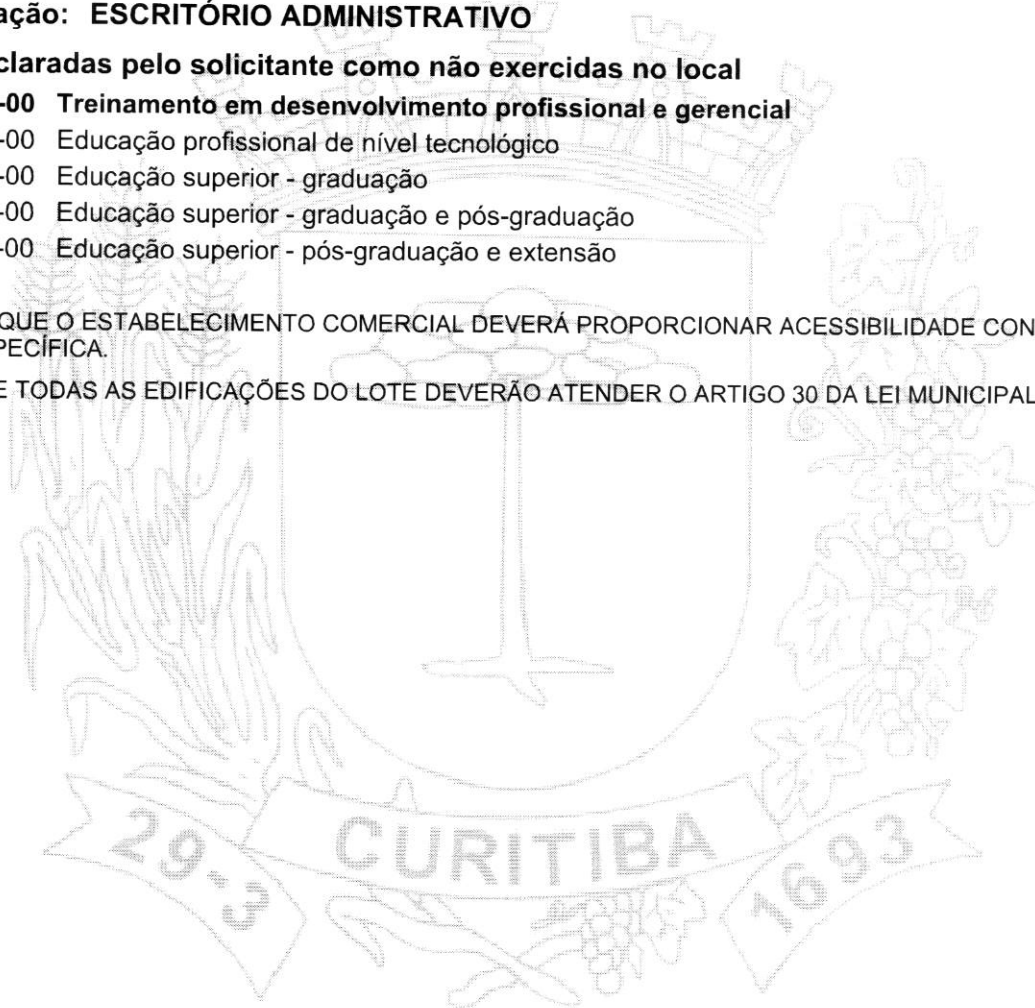 ação: ESCRITÓRIO ADMINISTRATIVO
claradas pelo solicitante como não exercidas no local
-00 Treinamento em desenvolvimento profissional e gerencial
-00 Educação profissional de nível tecnológico
-00 Educação superior - graduação
-00 Educação superior - graduação e pós-graduação
-00 Educação superior - pós-graduação e extensão
QUE O ESTABELECIMENTO COMERCIAL DEVERÁ PROPORCIONAR ACESSIBILIDADE CON
PECÍFICA.
E TODAS AS EDIFICAÇÕES DO LOTE DEVERÃO ATENDER O ARTIGO 30 DA LEI MUNICIPAL
29-3 CURITIBA 1693